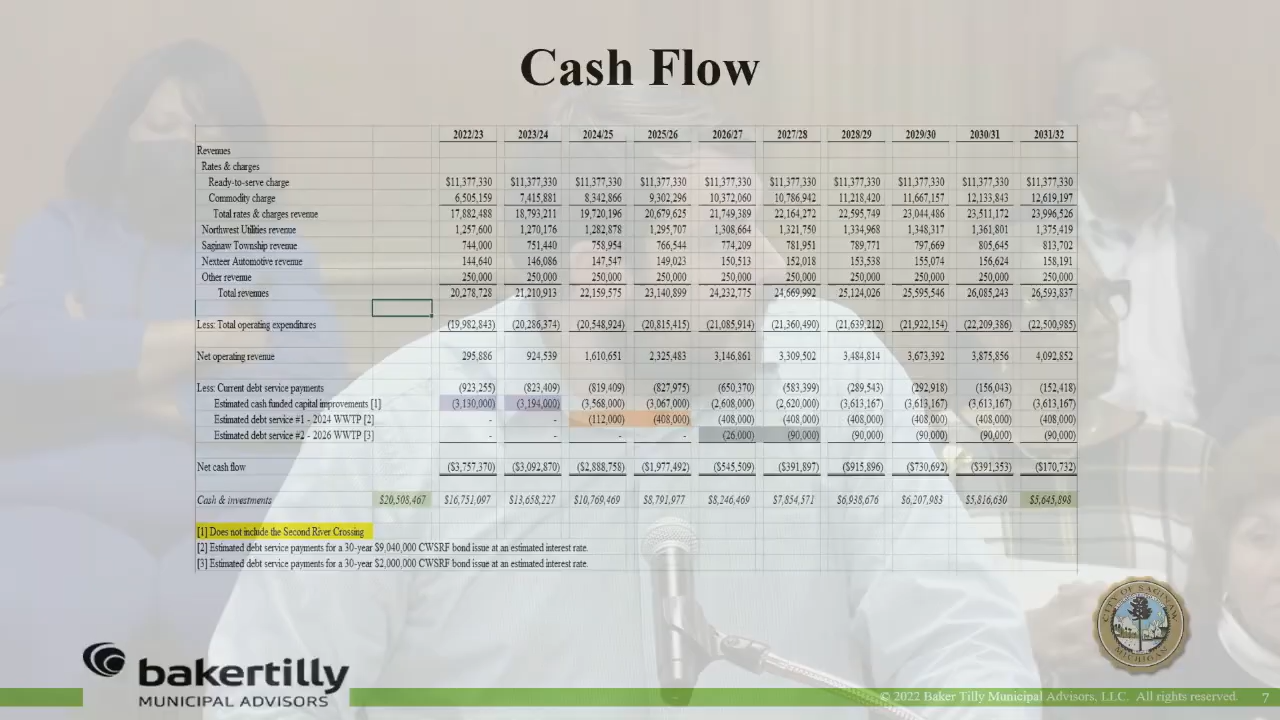 Cash Flow
2022/23 2023/24 2024/25 2025/26 2026/27 2027/28 2028/29 2029/30 2030/31 2031/32
Revenues
Rates & charges
Ready-to-serve charge $11,377,330 $11,377,330 $11,377,330 $11,377,330 $11,377,330 $11,377,330 $11,377,330 $11,377,330 $11,377,330 $11,377,330
Commodity charge 6,505,159 7,415,881 8,342,866 9,302,296 10,372,060 10,786,942 11,218,420 11,667,157 12,133,843 12,619,197
Total rates & charges revenue 17,882,488 18,793,211 19,720,196 20,679,625 21,749,389 22,164,272 22,595,749 23,044,486 23,511,172 23,996,526
Northwest Utilities revenue 1,257,600 1,270,176 1,282,878 1,295,707 1,308,664 1,321,750 1,334,968 1,348,317 1,361,801 1,375,419
Saginaw Township revenue 744,000 751,440 758,954 766,544 774,209 781,951 789,771 797,669 805,645 813,702
Nexteer Automotive revenue 144,640 146,086 147,547 149,023 150,513 152,018 153,538 155,074 156,624 158,191
Other revenue 250,000 250,000 250,000 250,000 250,000 250,000 250,000 250,000 250,000 250,000
Total revenues 20,278,728 21,210,913 22,159,575 23,140,899 24,232,775 24,669,992 25,124,026 25,595,546 26,085,243 26,593,837
Less: Total operating expenditures (19,982,843) (20,286,374) (20,548,924) (20,815,415) (21,085,914) (21,360,490) (21,639,212) (21,922,154) (22,209,386) (22,500,985)
Net operating revenue 295,886 924,539 1,610,651 2,325,483 3,146,861 3,309,502 3,484,814 3,673,392 3,875,856 4,092,852
Less: Current debt service payments (923,255) (823,409) (819,409) (827,975) (650,370) (583,399) (289,543) (292,918) (156,043) (152,418)
Estimated cash funded capital improvements [1] (3,130,000) (3,194,000) (3,568,000) (3,067,000) (2,608,000) (2,620,000) (3,613,167) (3,613,167) (3,613,167) (3,613,167)
Estimated debt service #1 - 2024 WWTP [2] - - (112,000) (408,000) (408,000) (408,000) (408,000) (408,000) (408,000) (408,000)
Estimated debt service #2 - 2026 WWTP [3] - - - - (26,000) (90,000) (90,000) (90,000) (90,000) (90,000)
Net cash flow ($3,757,370) ($3,092,870) ($2,888,758) ($1,977,492) ($545,509) ($391,897) ($915,896) ($730,692) ($391,353) ($170,732)
Cash & investments $20,508,467 $16,751,097 $13,658,227 $10,769,469 $8,791,977 $8,246,469 $7,854,571 $6,938,676 $6,207,983 $5,816,630 $5,645,898
[1] Does not include the Second River Crossing
[2] Estimated debt service payments for a 30-year $9,040,000 CWSRF bond issue at an estimated interest rate.
[3] Estimated debt service payments for a 30-year $2,000,000 CWSRF bond issue at an estimated interest rate.
CITY OF SAGINAW
MICHIGAN
bakertilly
MUNICIPAL ADVISORS
© 2022 Baker Tilly Municipal Advisors, LLC. All rights reserved. 7